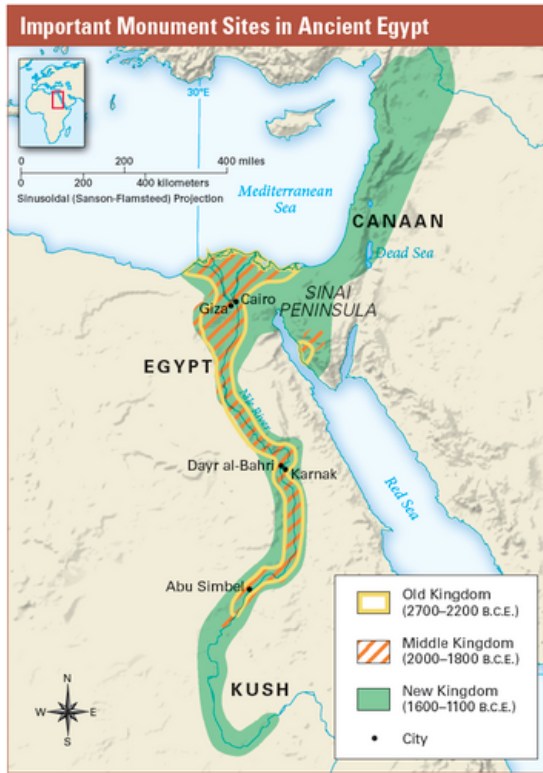 Important Monument Sites in Ancient Egypt
30°E
0 200 400 miles
0 200 400 kilometers
Sinusoidal (Sanson-Flamsteed) Projection
Mediterranean
Sea
CANAAN
Dead Sea
SINAI
PENINSULA
Cairo
Giza
EGYPT
Nile River
Dayr al-Bahri
Karnak
Red Sea
Abu Simbel
KUSH
N
W E
S
Old Kingdom
(2700–2200 B.C.E.)
Middle Kingdom
(2000–1800 B.C.E.)
New Kingdom
(1600–1100 B.C.E.)
City